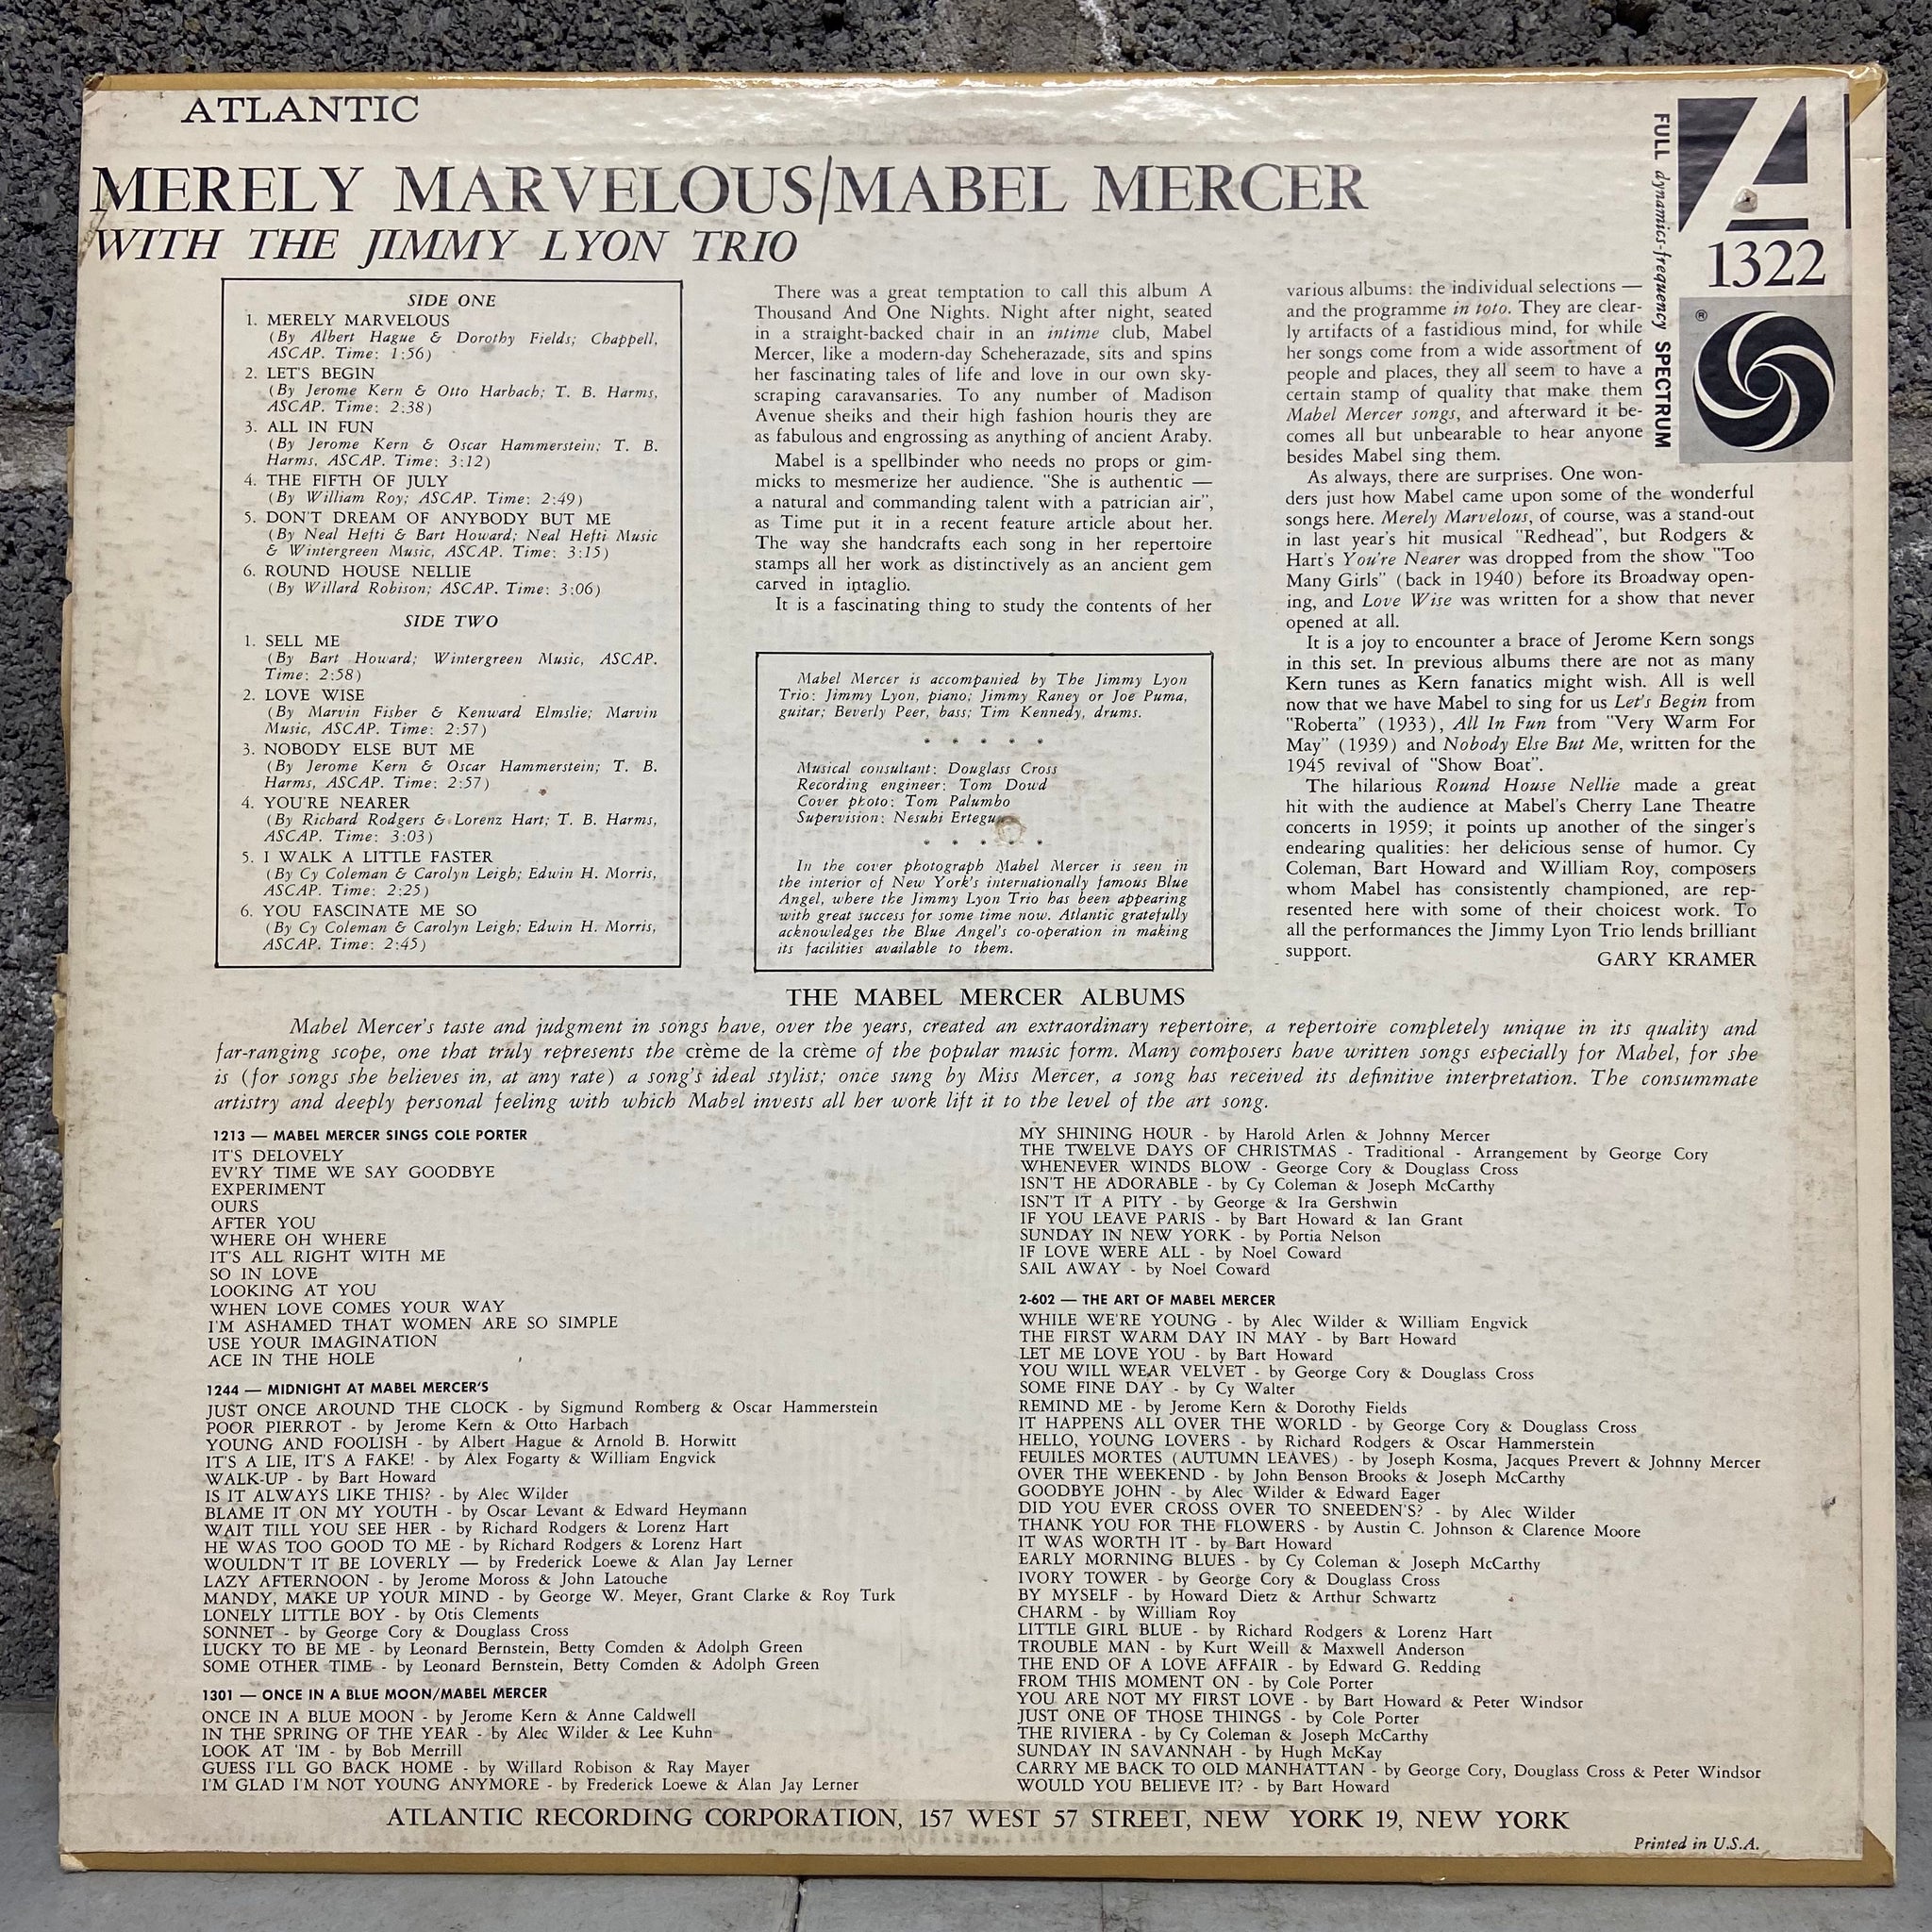 ATLANTIC
MERELY MARVELOUS/MABEL MERCER
WITH THE JIMMY LYON TRIO
FULL dynamics-frequency SPECTRUM
A
1322
®
SIDE ONE
1. MERELY MARVELOUS
(By Albert Hague & Dorothy Fields; Chappell,
ASCAP. Time: 1:56)
2. LET'S BEGIN
(By Jerome Kern & Otto Harbach; T. B. Harms,
ASCAP. Time: 2:38)
3. ALL IN FUN
(By Jerome Kern & Oscar Hammerstein; T. B.
Harms, ASCAP. Time: 3:12)
4. THE FIFTH OF JULY
(By William Roy; ASCAP. Time: 2:49)
5. DON'T DREAM OF ANYBODY BUT ME
(By Neal Hefti & Bart Howard; Neal Hefti Music
& Wintergreen Music, ASCAP. Time: 3:15)
6. ROUND HOUSE NELLIE
(By Willard Robison; ASCAP. Time: 3:06)
SIDE TWO
1. SELL ME
(By Bart Howard; Wintergreen Music, ASCAP.
Time: 2:58)
2. LOVE WISE
(By Marvin Fisher & Kenward Elmslie; Marvin
Music, ASCAP. Time: 2:57)
3. NOBODY ELSE BUT ME
(By Jerome Kern & Oscar Hammerstein; T. B.
Harms, ASCAP. Time: 2:57)
4. YOU'RE NEARER
(By Richard Rodgers & Lorenz Hart; T. B. Harms,
ASCAP. Time: 3:03)
5. I WALK A LITTLE FASTER
(By Cy Coleman & Carolyn Leigh; Edwin H. Morris,
ASCAP. Time: 2:25)
6. YOU FASCINATE ME SO
(By Cy Coleman & Carolyn Leigh; Edwin H. Morris,
ASCAP. Time: 2:45)
There was a great temptation to call this album A
Thousand And One Nights. Night after night, seated
in a straight-backed chair in an intime club, Mabel
Mercer, like a modern-day Scheherazade, sits and spins
her fascinating tales of life and love in our own sky-
scraping caravansaries. To any number of Madison
Avenue sheiks and their high fashion houris they are
as fabulous and engrossing as anything of ancient Araby.
Mabel is a spellbinder who needs no props or gim-
micks to mesmerize her audience. "She is authentic —
a natural and commanding talent with a patrician air",
as Time put it in a recent feature article about her.
The way she handcrafts each song in her repertoire
stamps all her work as distinctively as an ancient gem
carved in intaglio.
It is a fascinating thing to study the contents of her
Mabel Mercer is accompanied by The Jimmy Lyon
Trio: Jimmy Lyon, piano; Jimmy Raney or Joe Puma,
guitar; Beverly Peer, bass; Tim Kennedy, drums.
* * * * *
Musical consultant: Douglass Cross
Recording engineer: Tom Dowd
Cover photo: Tom Palumbo
Supervision: Nesuhi Ertegun
* * * * *
In the cover photograph Mabel Mercer is seen in
the interior of New York's internationally famous Blue
Angel, where the Jimmy Lyon Trio has been appearing
with great success for some time now. Atlantic gratefully
acknowledges the Blue Angel's co-operation in making
its facilities available to them.
various albums: the individual selections —
and the programme in toto. They are clear-
ly artifacts of a fastidious mind, for while
her songs come from a wide assortment of
people and places, they all seem to have a
certain stamp of quality that make them
Mabel Mercer songs, and afterward it be-
comes all but unbearable to hear anyone
besides Mabel sing them.
As always, there are surprises. One won-
ders just how Mabel came upon some of the wonderful
songs here. Merely Marvelous, of course, was a stand-out
in last year's hit musical "Redhead", but Rodgers &
Hart's You're Nearer was dropped from the show "Too
Many Girls" (back in 1940) before its Broadway open-
ing, and Love Wise was written for a show that never
opened at all.
It is a joy to encounter a brace of Jerome Kern songs
in this set. In previous albums there are not as many
Kern tunes as Kern fanatics might wish. All is well
now that we have Mabel to sing for us Let's Begin from
"Roberta" (1933), All In Fun from "Very Warm For
May" (1939) and Nobody Else But Me, written for the
1945 revival of "Show Boat".
The hilarious Round House Nellie made a great
hit with the audience at Mabel's Cherry Lane Theatre
concerts in 1959; it points up another of the singer's
endearing qualities: her delicious sense of humor. Cy
Coleman, Bart Howard and William Roy, composers
whom Mabel has consistently championed, are rep-
resented here with some of their choicest work. To
all the performances the Jimmy Lyon Trio lends brilliant
support.
GARY KRAMER
THE MABEL MERCER ALBUMS
Mabel Mercer's taste and judgment in songs have, over the years, created an extraordinary repertoire, a repertoire completely unique in its quality and
far-ranging scope, one that truly represents the crème de la crème of the popular music form. Many composers have written songs especially for Mabel, for she
is (for songs she believes in, at any rate) a song's ideal stylist; once sung by Miss Mercer, a song has received its definitive interpretation. The consummate
artistry and deeply personal feeling with which Mabel invests all her work lift it to the level of the art song.
1213 — MABEL MERCER SINGS COLE PORTER
IT'S DELOVELY
EV'RY TIME WE SAY GOODBYE
EXPERIMENT
OURS
AFTER YOU
WHERE OH WHERE
IT'S ALL RIGHT WITH ME
SO IN LOVE
LOOKING AT YOU
WHEN LOVE COMES YOUR WAY
I'M ASHAMED THAT WOMEN ARE SO SIMPLE
USE YOUR IMAGINATION
ACE IN THE HOLE
1244 — MIDNIGHT AT MABEL MERCER'S
JUST ONCE AROUND THE CLOCK - by Sigmund Romberg & Oscar Hammerstein
POOR PIERROT - by Jerome Kern & Otto Harbach
YOUNG AND FOOLISH - by Albert Hague & Arnold B. Horwitt
IT'S A LIE, IT'S A FAKE! - by Alex Fogarty & William Engvick
WALK-UP - by Bart Howard
IS IT ALWAYS LIKE THIS? - by Alec Wilder
BLAME IT ON MY YOUTH - by Oscar Levant & Edward Heymann
WAIT TILL YOU SEE HER - by Richard Rodgers & Lorenz Hart
HE WAS TOO GOOD TO ME - by Richard Rodgers & Lorenz Hart
WOULDN'T IT BE LOVERLY — by Frederick Loewe & Alan Jay Lerner
LAZY AFTERNOON - by Jerome Moross & John Latouche
MANDY, MAKE UP YOUR MIND - by George W. Meyer, Grant Clarke & Roy Turk
LONELY LITTLE BOY - by Otis Clements
SONNET - by George Cory & Douglass Cross
LUCKY TO BE ME - by Leonard Bernstein, Betty Comden & Adolph Green
SOME OTHER TIME - by Leonard Bernstein, Betty Comden & Adolph Green
1301 — ONCE IN A BLUE MOON/MABEL MERCER
ONCE IN A BLUE MOON - by Jerome Kern & Anne Caldwell
IN THE SPRING OF THE YEAR - by Alec Wilder & Lee Kuhn
LOOK AT 'IM - by Bob Merrill
GUESS I'LL GO BACK HOME - by Willard Robison & Ray Mayer
I'M GLAD I'M NOT YOUNG ANYMORE - by Frederick Loewe & Alan Jay Lerner
MY SHINING HOUR - by Harold Arlen & Johnny Mercer
THE TWELVE DAYS OF CHRISTMAS - Traditional - Arrangement by George Cory
WHENEVER WINDS BLOW - George Cory & Douglass Cross
ISN'T HE ADORABLE - by Cy Coleman & Joseph McCarthy
ISN'T IT A PITY - by George & Ira Gershwin
IF YOU LEAVE PARIS - by Bart Howard & Ian Grant
SUNDAY IN NEW YORK - by Portia Nelson
IF LOVE WERE ALL - by Noel Coward
SAIL AWAY - by Noel Coward
2-602 — THE ART OF MABEL MERCER
WHILE WE'RE YOUNG - by Alec Wilder & William Engvick
THE FIRST WARM DAY IN MAY - by Bart Howard
LET ME LOVE YOU - by Bart Howard
YOU WILL WEAR VELVET - by George Cory & Douglass Cross
SOME FINE DAY - by Cy Walter
REMIND ME - by Jerome Kern & Dorothy Fields
IT HAPPENS ALL OVER THE WORLD - by George Cory & Douglass Cross
HELLO, YOUNG LOVERS - by Richard Rodgers & Oscar Hammerstein
FEUILES MORTES (AUTUMN LEAVES) - by Joseph Kosma, Jacques Prevert & Johnny Mercer
OVER THE WEEKEND - by John Benson Brooks & Joseph McCarthy
GOODBYE JOHN - by Alec Wilder & Edward Eager
DID YOU EVER CROSS OVER TO SNEEDEN'S? - by Alec Wilder
THANK YOU FOR THE FLOWERS - by Austin C. Johnson & Clarence Moore
IT WAS WORTH IT - by Bart Howard
EARLY MORNING BLUES - by Cy Coleman & Joseph McCarthy
IVORY TOWER - by George Cory & Douglass Cross
BY MYSELF - by Howard Dietz & Arthur Schwartz
CHARM - by William Roy
LITTLE GIRL BLUE - by Richard Rodgers & Lorenz Hart
TROUBLE MAN - by Kurt Weill & Maxwell Anderson
THE END OF A LOVE AFFAIR - by Edward G. Redding
FROM THIS MOMENT ON - by Cole Porter
YOU ARE NOT MY FIRST LOVE - by Bart Howard & Peter Windsor
JUST ONE OF THOSE THINGS - by Cole Porter
THE RIVIERA - by Cy Coleman & Joseph McCarthy
SUNDAY IN SAVANNAH - by Hugh McKay
CARRY ME BACK TO OLD MANHATTAN - by George Cory, Douglass Cross & Peter Windsor
WOULD YOU BELIEVE IT? - by Bart Howard
ATLANTIC RECORDING CORPORATION, 157 WEST 57 STREET, NEW YORK 19, NEW YORK
Printed in U.S.A.